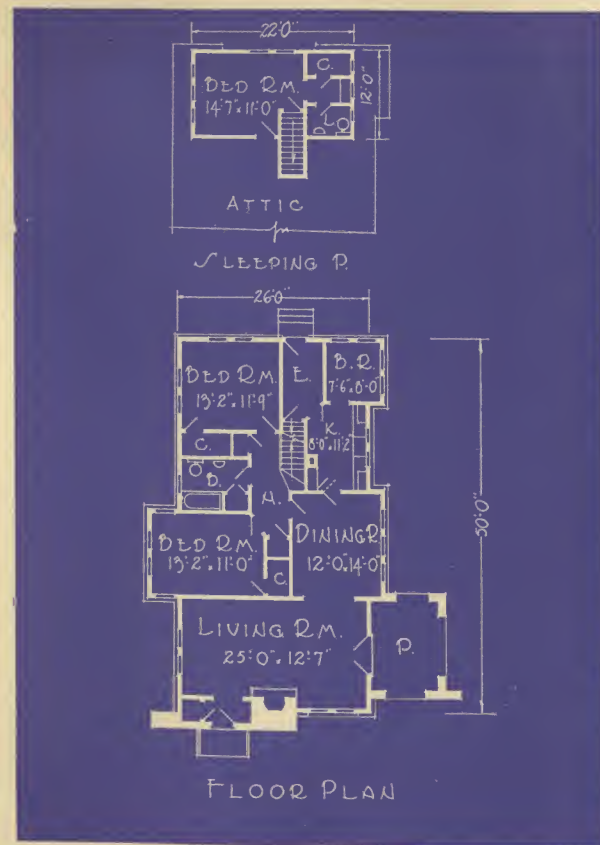 22'0"
C.
BED RM.
14'7"x11'0"
12'0"
L.
ATTIC
SLEEPING P.
26'0"
BED RM.
13'2"x11'9"
E.
B.R.
7'6"x8'0"
K.
8'0"x11'2"
C.
B.
H.
BED RM.
13'2"x11'0"
C.
DINING R.
12'0"x14'0"
50'0"
LIVING RM.
25'0"x12'7"
P.
FLOOR PLAN